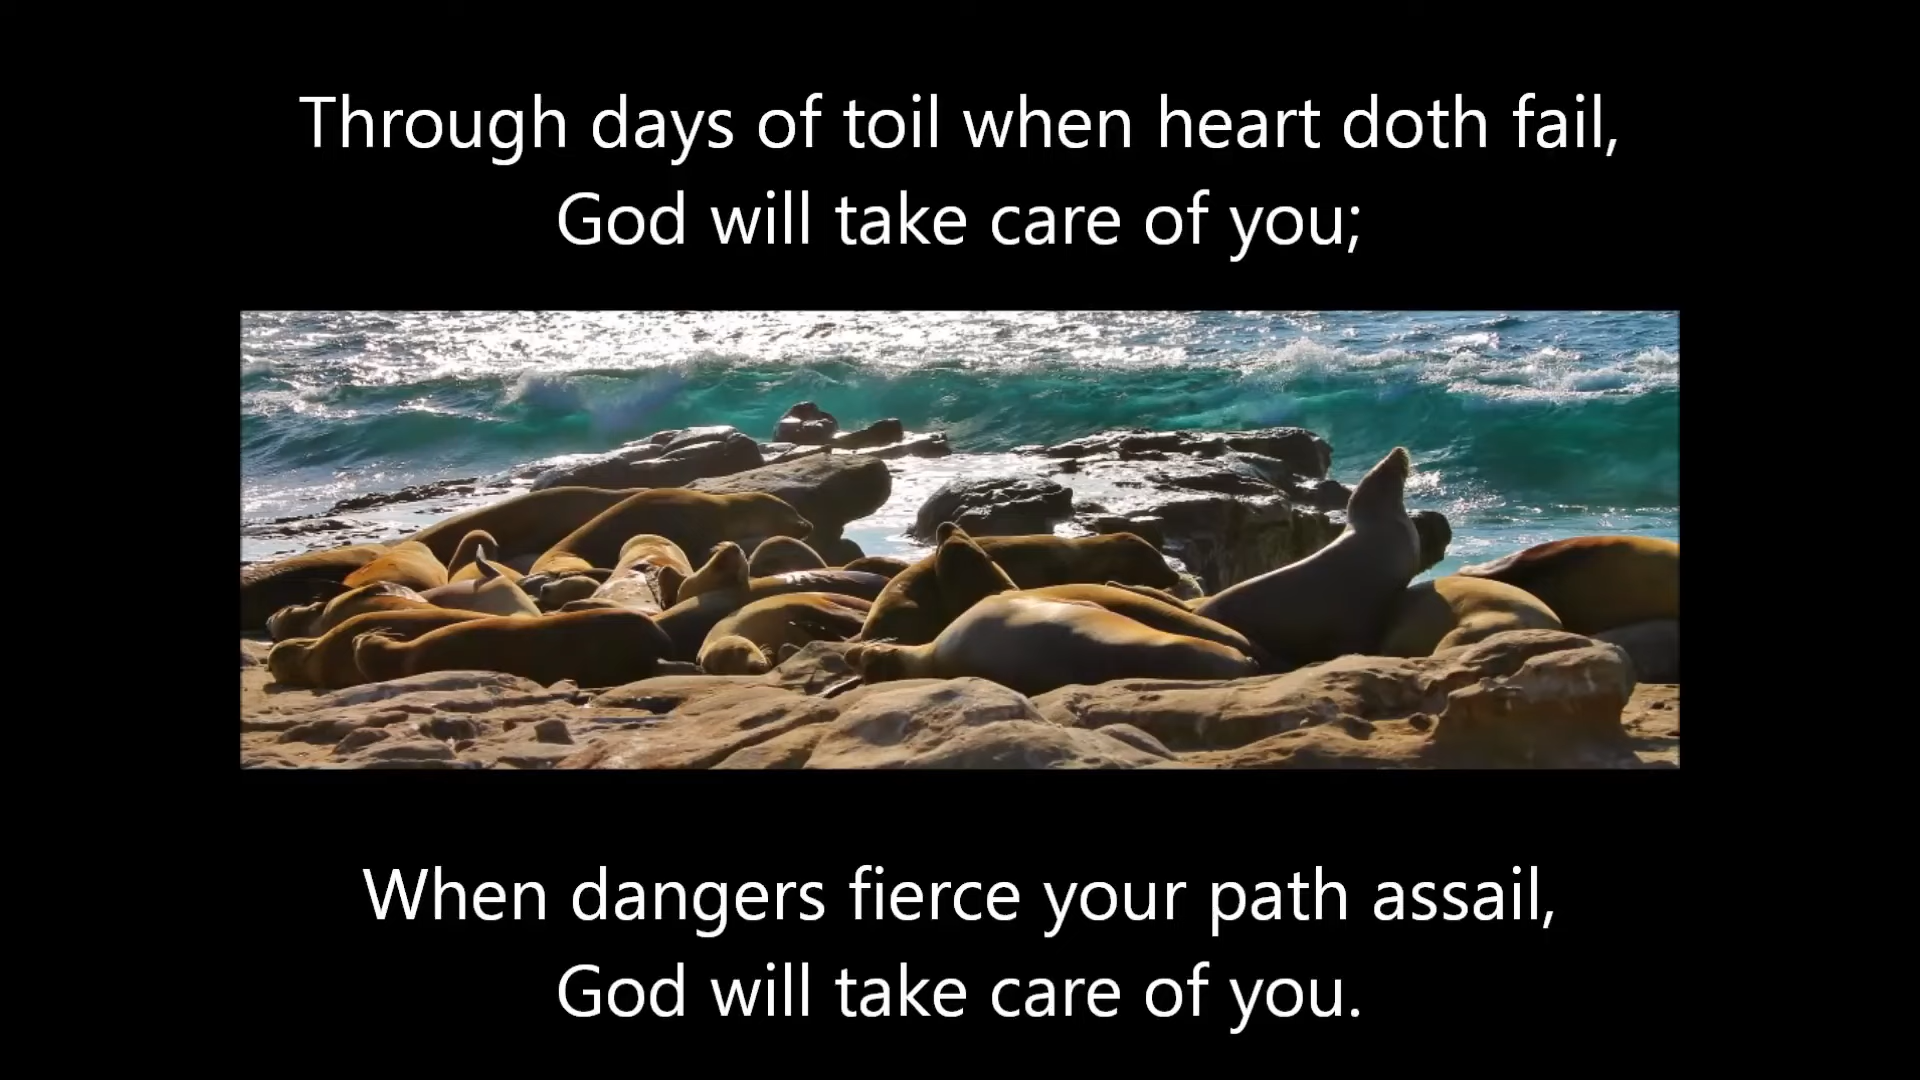 Through days of toil when heart doth fail,
God will take care of you;
When dangers fierce your path assail,
God will take care of you.